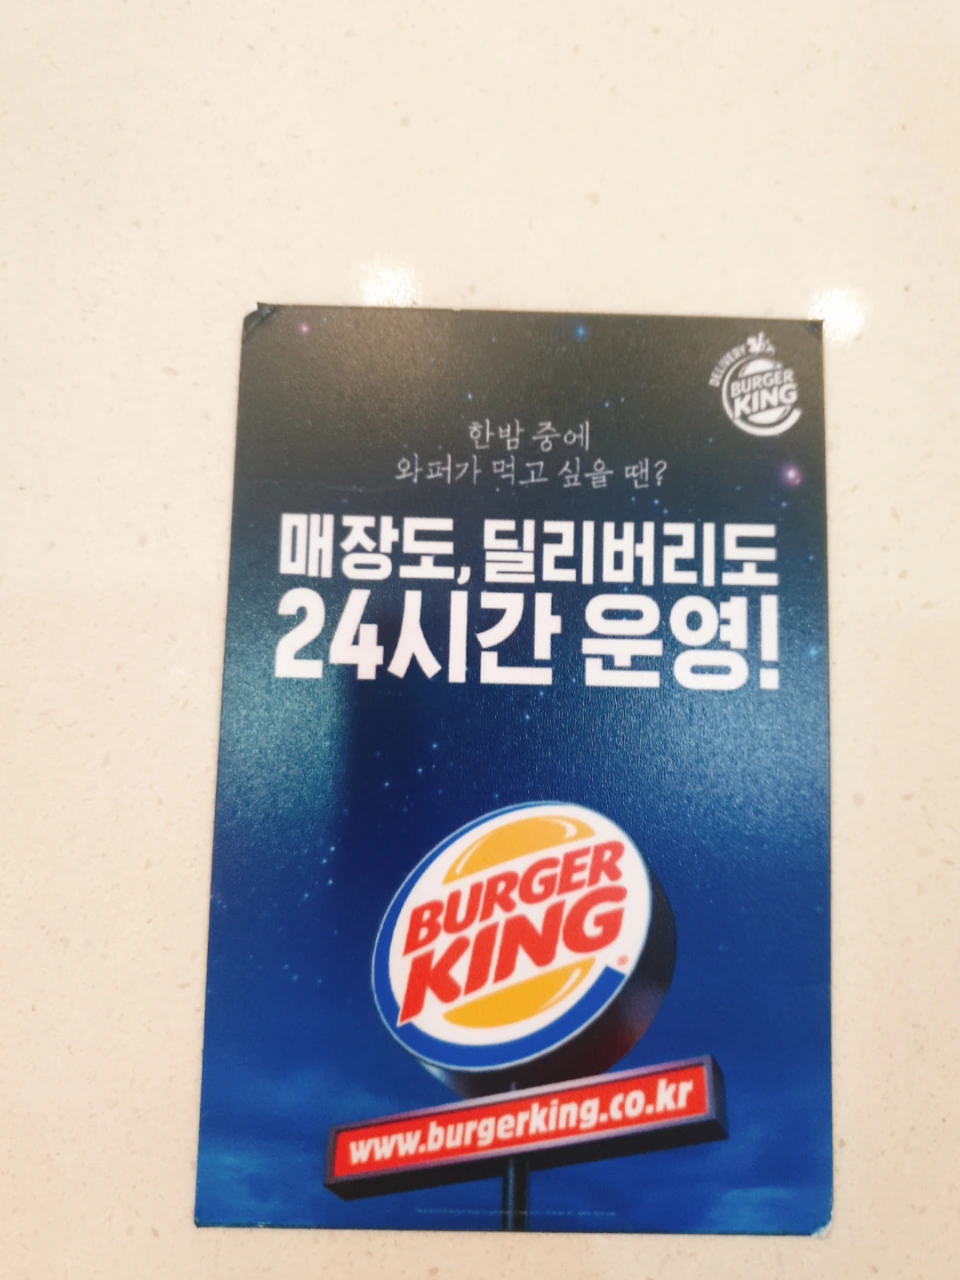 DELIVERY
BURGER
KING
한밤 중에
와퍼가 먹고 싶을 땐?
매장도, 딜리버리도
24시간 운영!
BURGER
KING
®
www.burgerking.co.kr